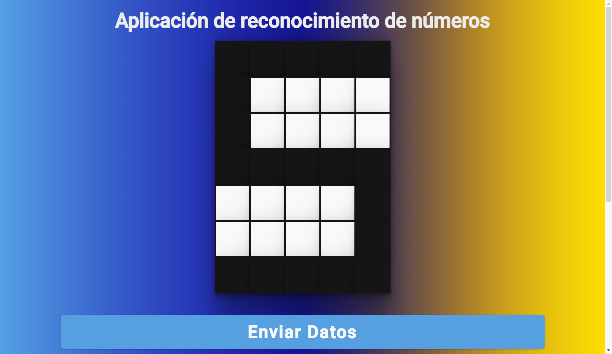 Aplicación de reconocimiento de números
Enviar Datos